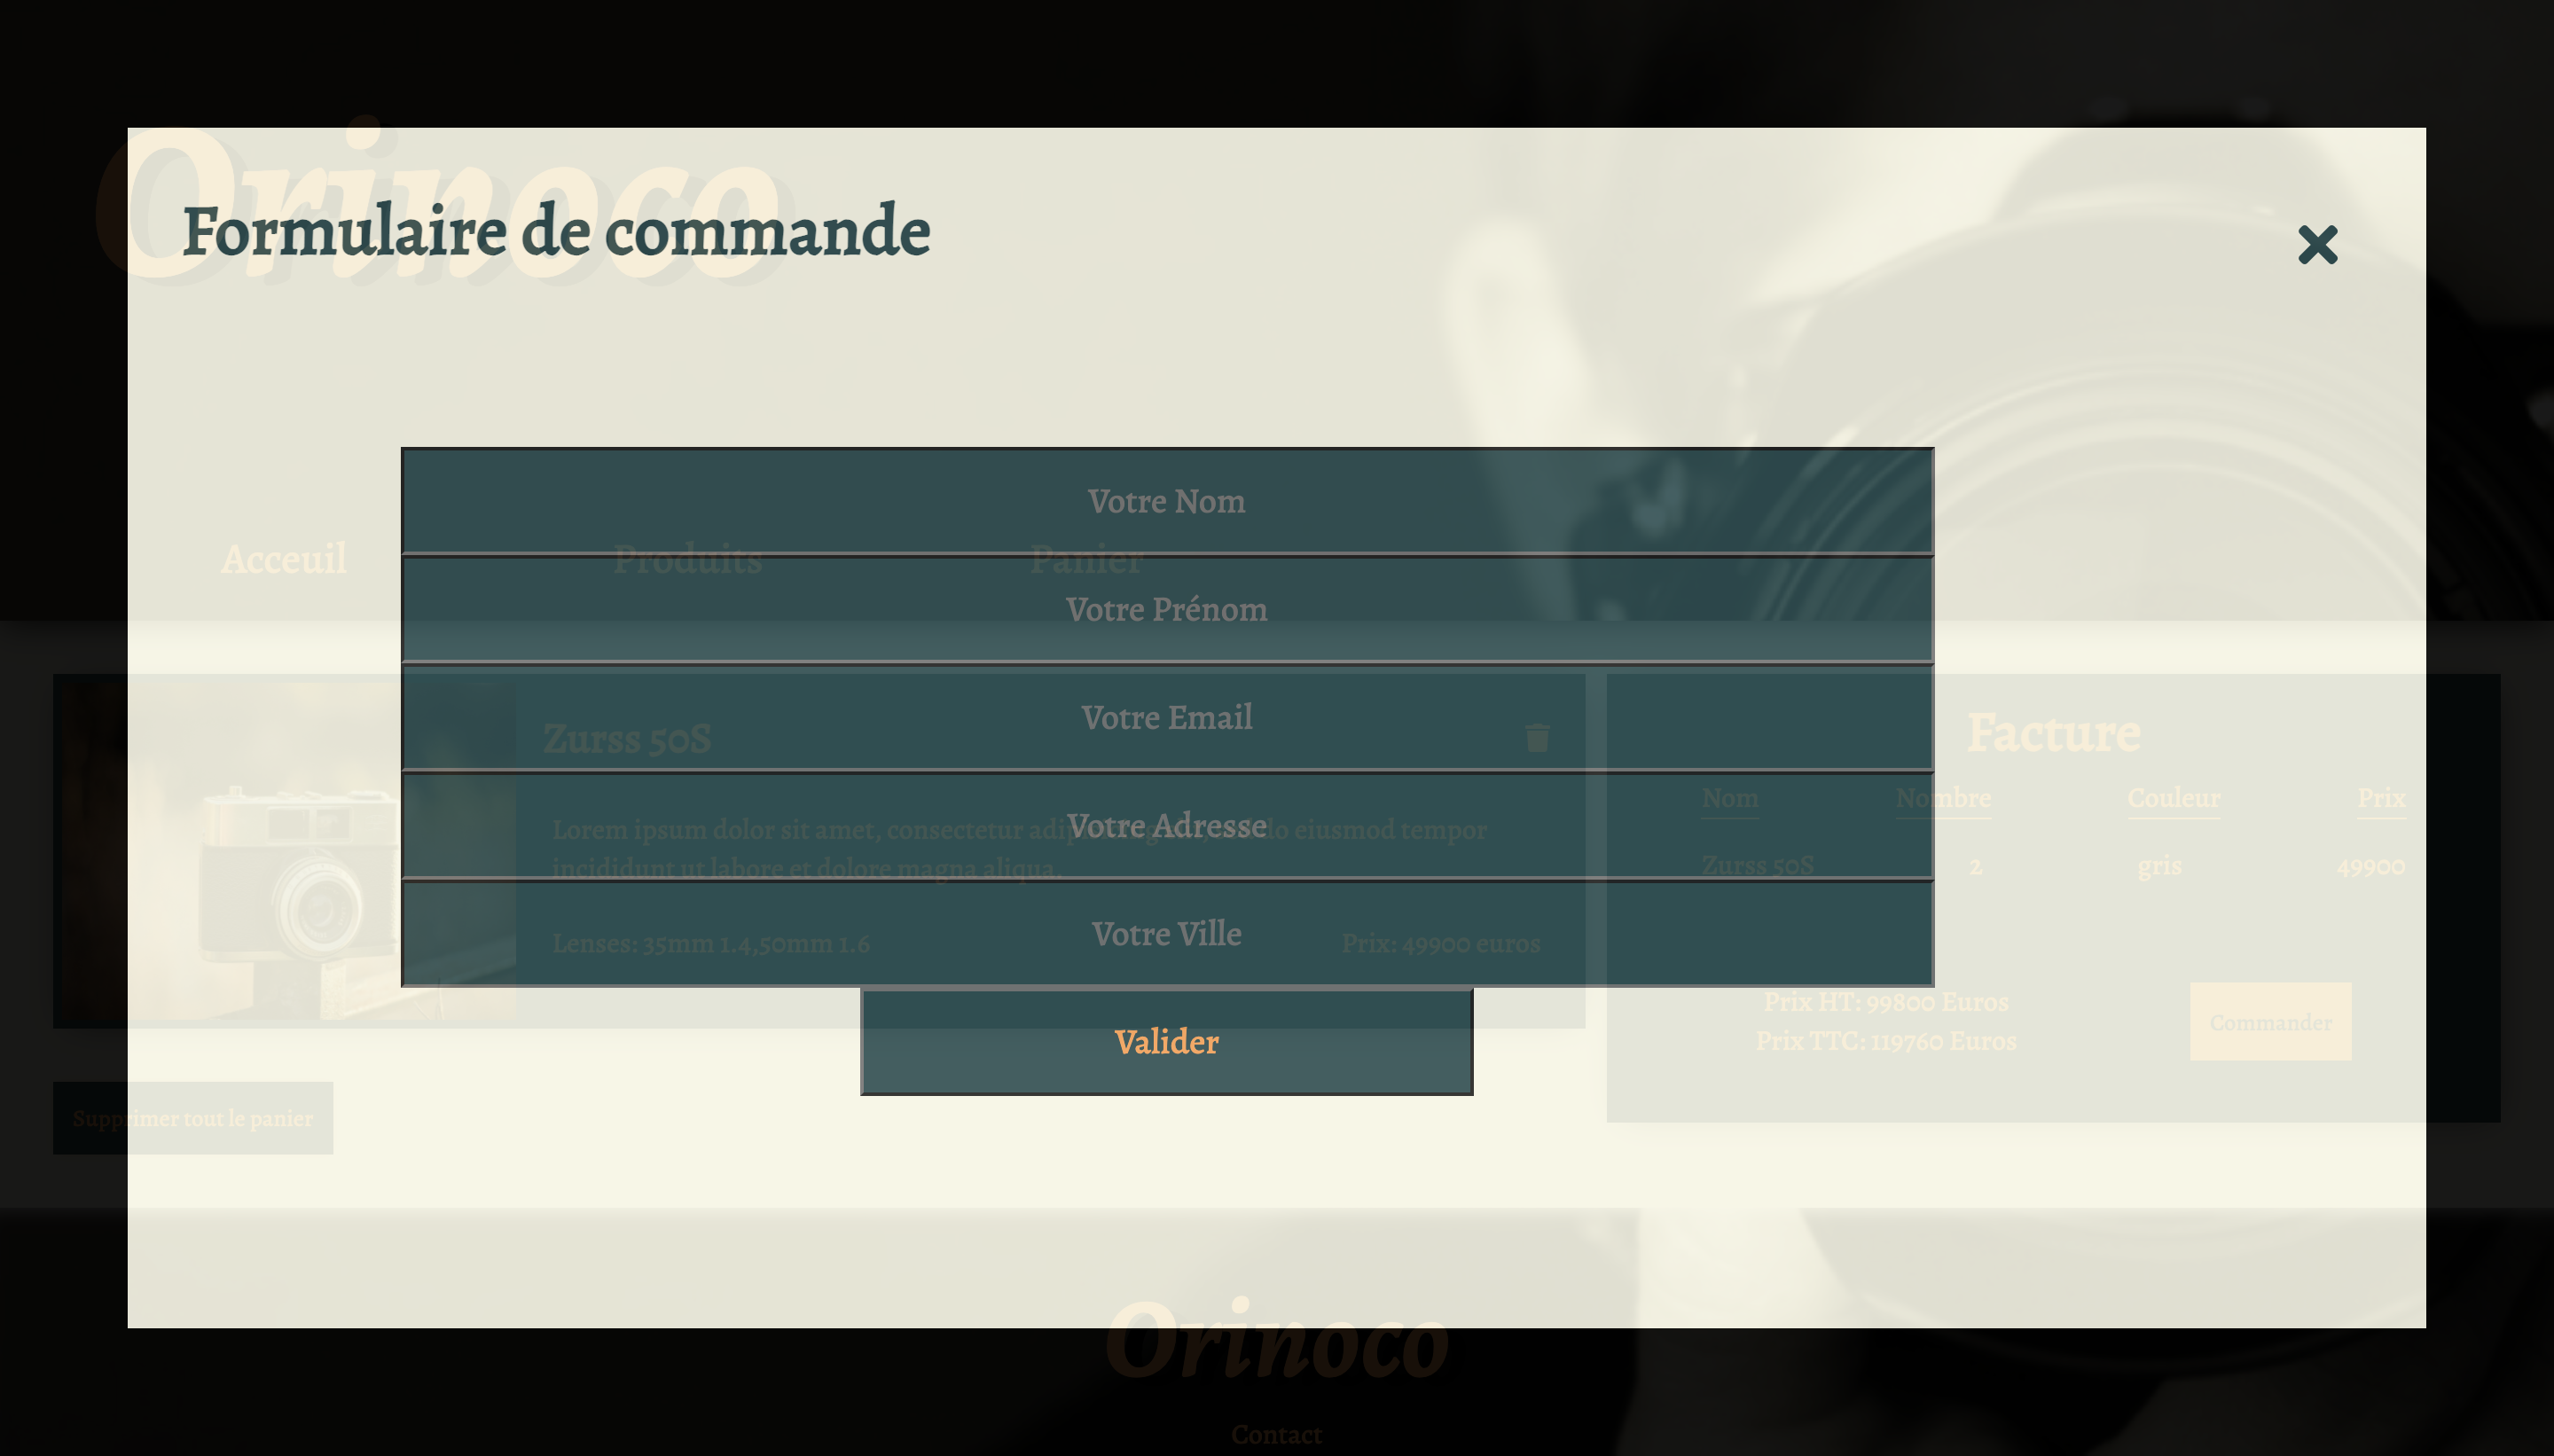 Orinoco
Formulaire de commande
Votre Nom
Acceuil Produits Panier
Votre Prénom
Votre Email
Zurss 50S
Facture
Nom Nombre Couleur Prix
Votre Adresse
Lorem ipsum dolor sit amet, consectetur eiusmod tempor
incididunt ut labore et dolore magna aliqua.
Zurss 50S 2 gris 49900
Votre Ville
Lenses: 35mm 1.4,50mm 1.6 Prix: 49900 euros
Prix HT: 99800 Euros
Prix TTC: 119760 Euros
Commander
Valider
Supprimer tout le panier
Orinoco
Contact